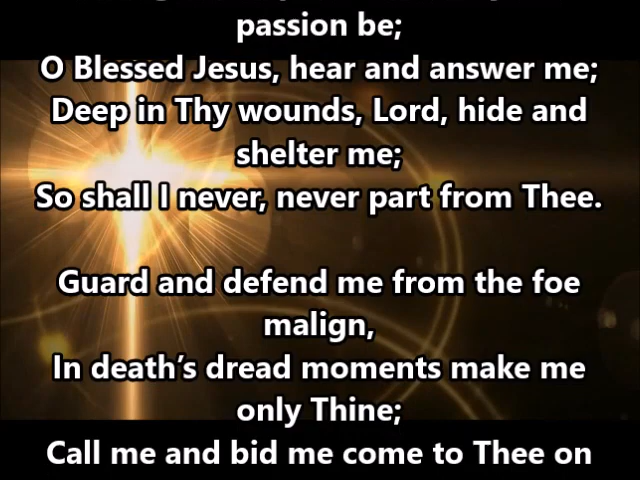 passion be;
O Blessed Jesus, hear and answer me;
Deep in Thy wounds, Lord, hide and
shelter me;
So shall I never, never part from Thee.
Guard and defend me from the foe
malign,
In death’s dread moments make me
only Thine;
Call me and bid me come to Thee on